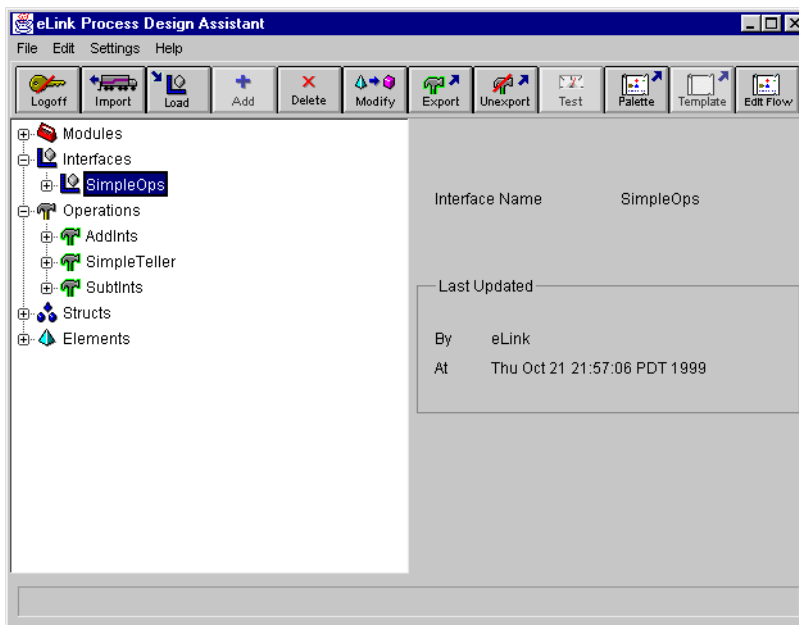 eLink Process Design Assistant
File Edit Settings Help
Logoff Import Load Add Delete Modify Export Unexport Test Palette Template Edit Flow
Modules
Interfaces
SimpleOps
Operations
AddInts
SimpleTeller
SubtInts
Structs
Elements
Interface Name SimpleOps
Last Updated
By eLink
At Thu Oct 21 21:57:06 PDT 1999